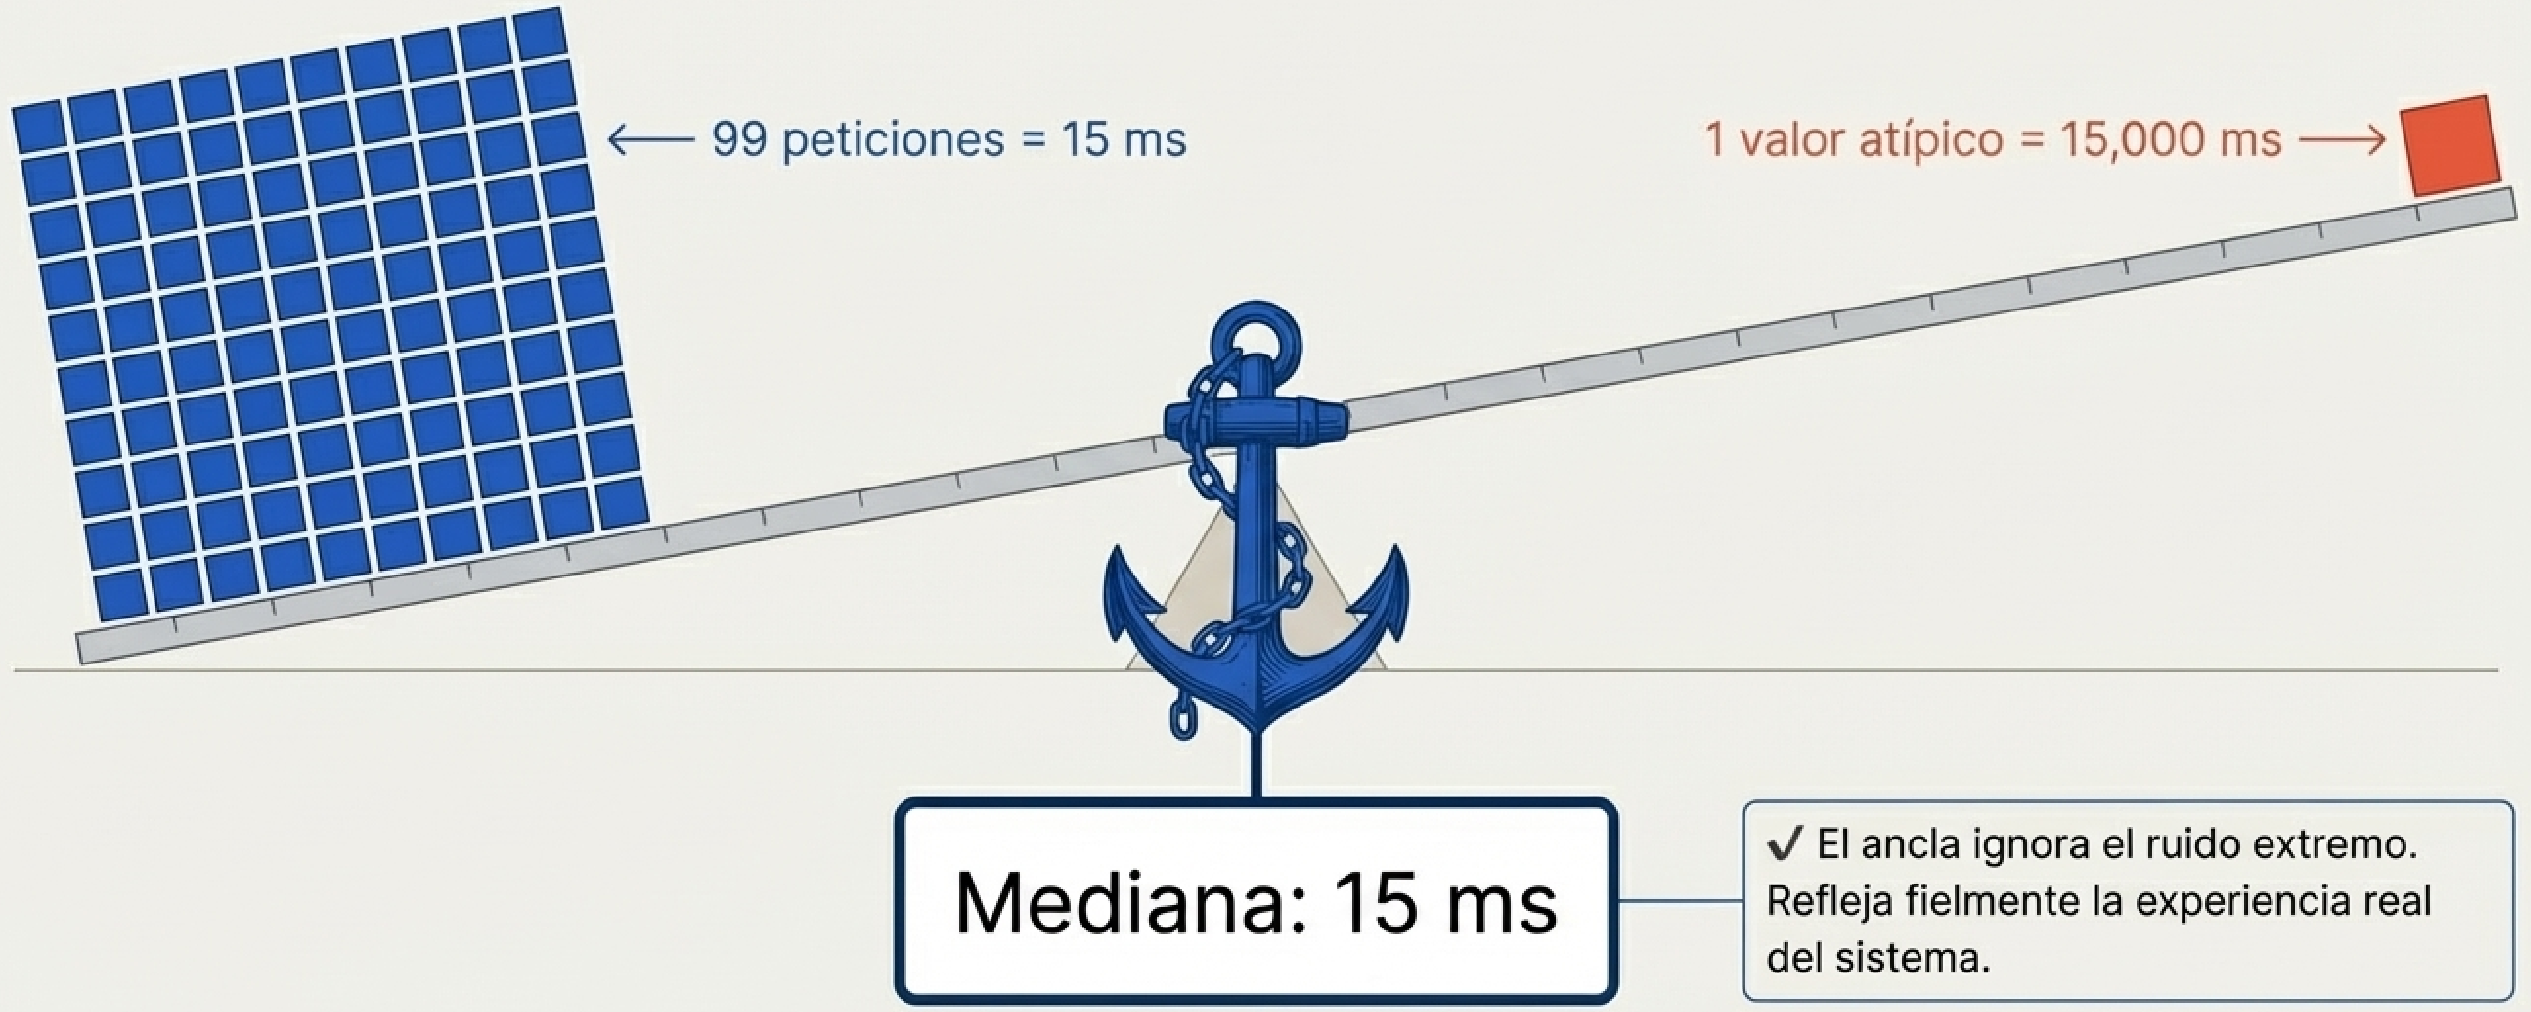 ← 99 peticiones = 15 ms
1 valor atípico = 15,000 ms →
Mediana: 15 ms
✓ El ancla ignora el ruido extremo.
Refleja fielmente la experiencia real
del sistema.